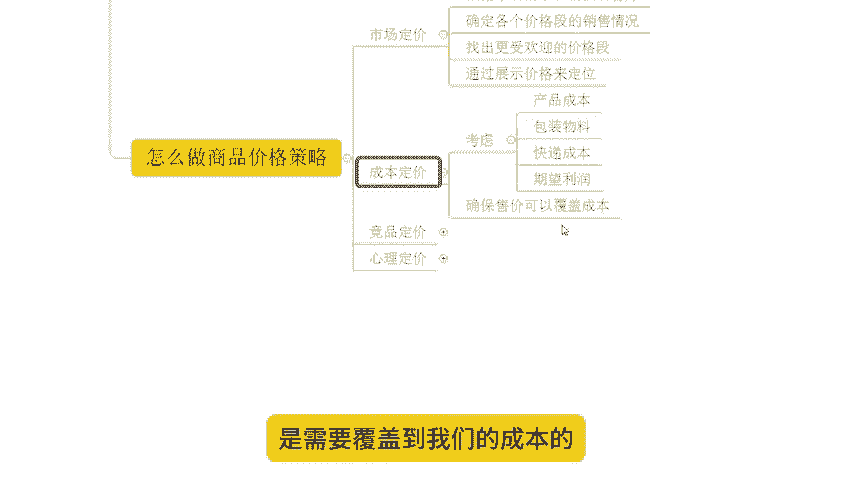 市场定价
确定各个价格段的销售情况
找出更受欢迎的价格段
通过展示价格来定位
怎么做商品价格策略
成本定价
考虑
产品成本
包装物料
快递成本
期望利润
确保售价可以覆盖成本
竟品定价
心理定价
是需要覆盖到我们的成本的